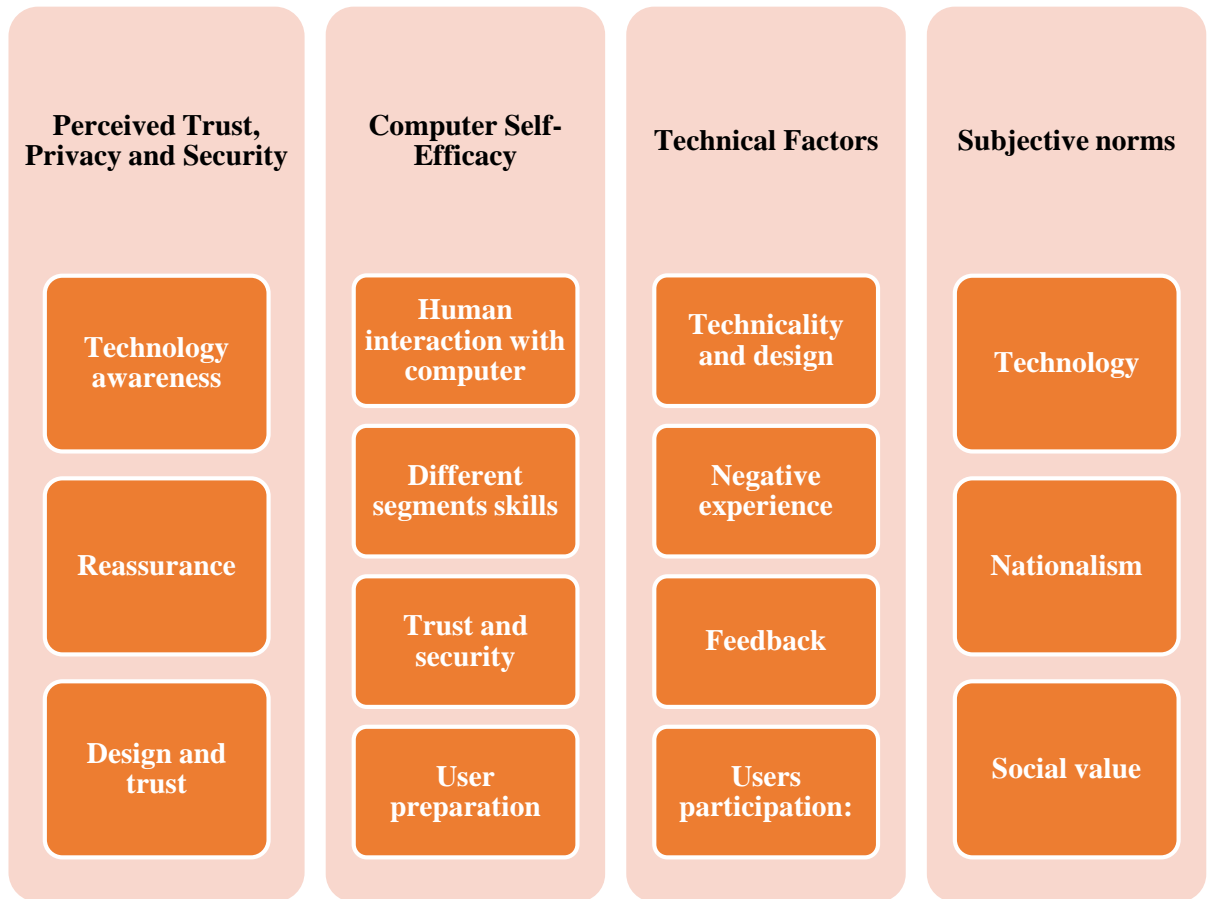 Perceived Trust,
Privacy and Security
Technology
awareness
Reassurance
Design and
trust
Computer Self-
Efficacy
Human
interaction with
computer
Different
segments skills
Trust and
security
User
preparation
Technical Factors
Technicality
and design
Negative
experience
Feedback
Users
participation:
Subjective norms
Technology
Nationalism
Social value